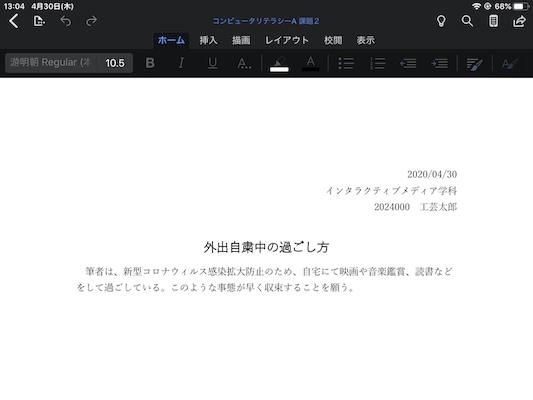 13:04 4月30日(木) 68%
コンピュータリテラシーA 課題2
ホーム 挿入 描画 レイアウト 校閲 表示
游明朝 Regular (本 10.5 B I U A...
2020/04/30
インタラクティブメディア学科
2024000 工芸太郎
外出自粛中の過ごし方
筆者は、新型コロナウィルス感染拡大防止のため、自宅にて映画や音楽鑑賞、読書など
をして過ごしている。このような事態が早く収束することを願う。